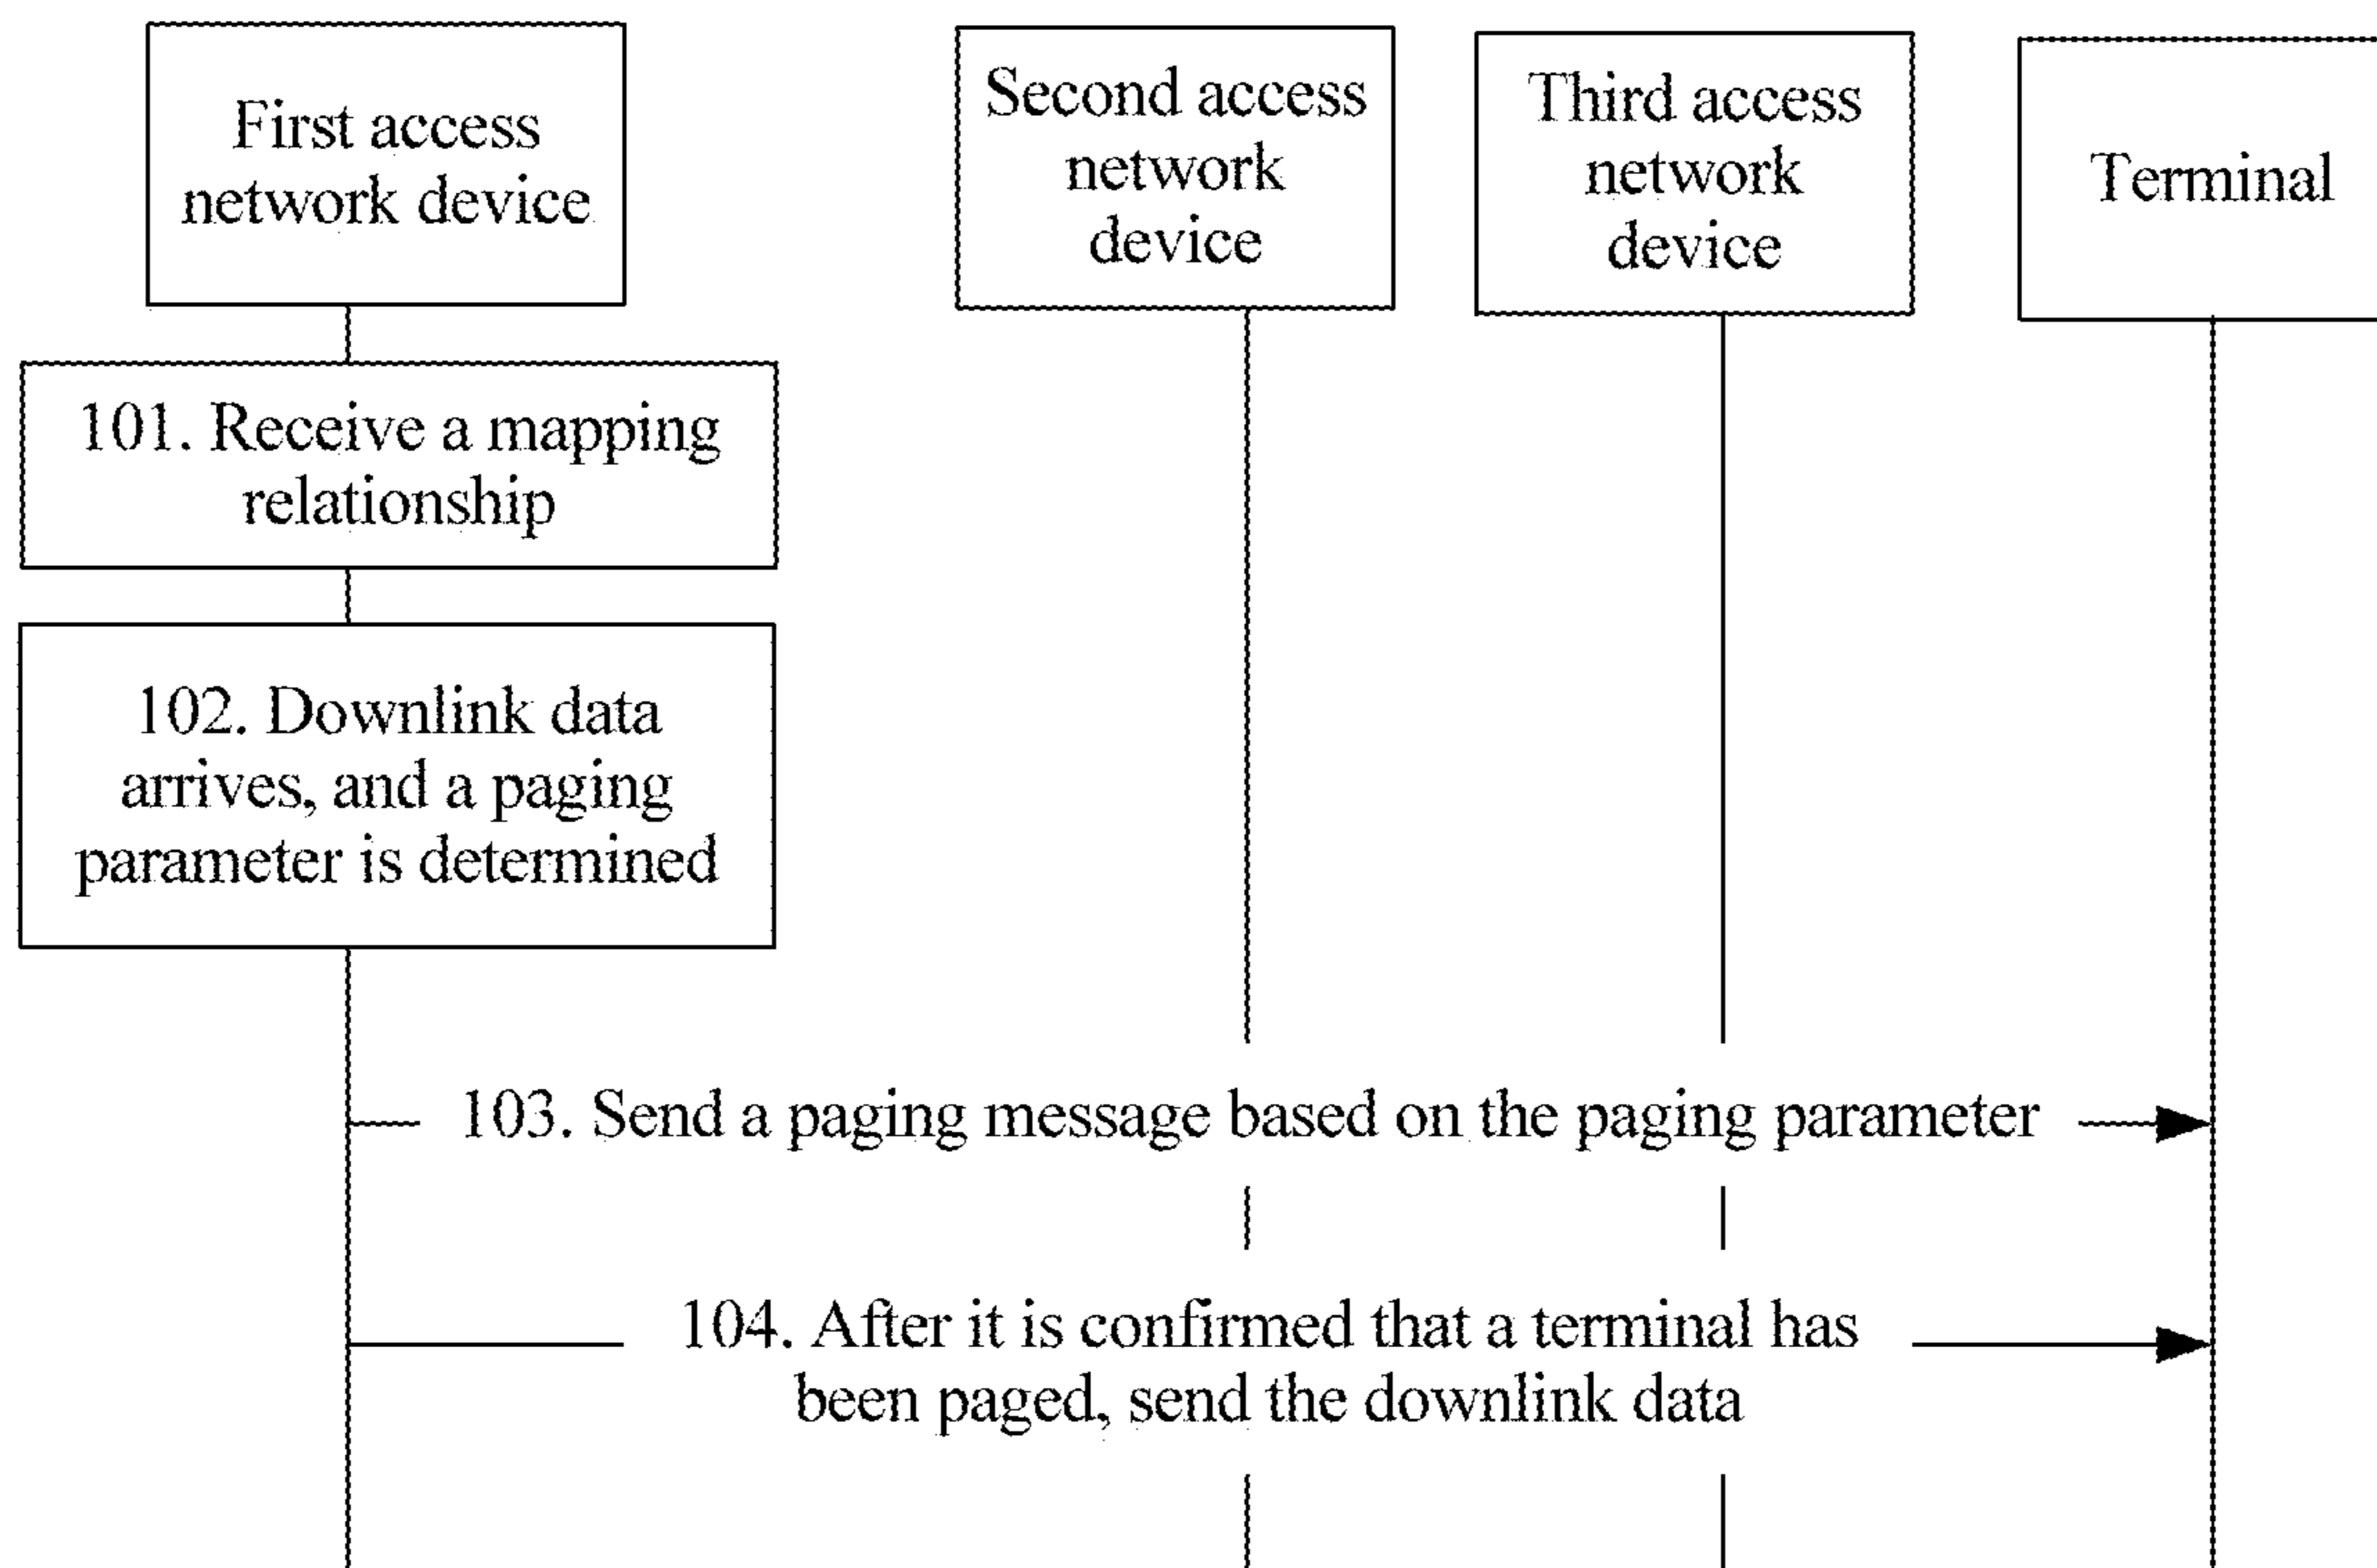 First access
network device
Second access
network
device
Third access
network
device
Terminal
101. Receive a mapping
relationship
102. Downlink data
arrives, and a paging
parameter is determined
103. Send a paging message based on the paging parameter
104. After it is confirmed that a terminal has
been paged, send the downlink data